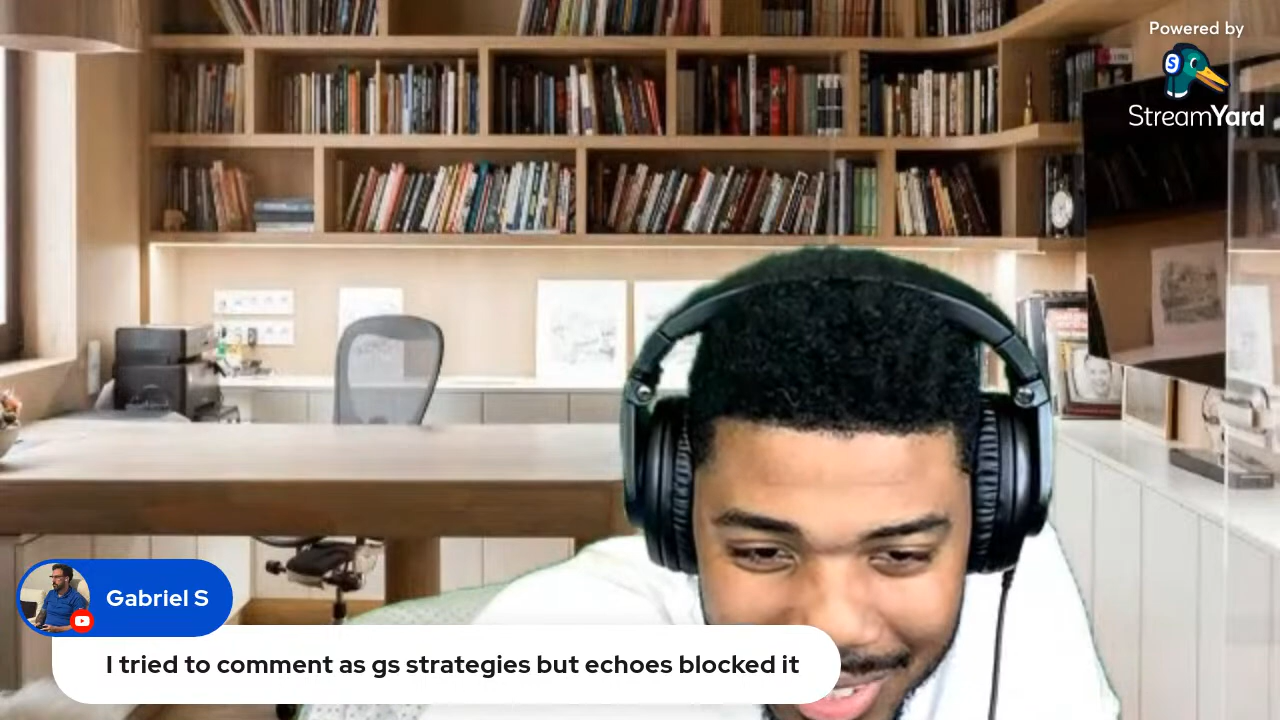 Powered by
StreamYard
Gabriel S
I tried to comment as gs strategies but echoes blocked it